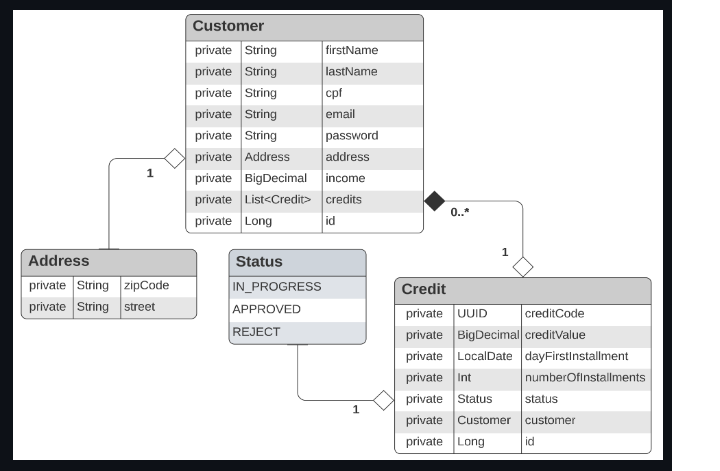 Customer
private String firstName
private String lastName
private String cpf
private String email
private String password
private Address address
private BigDecimal income
private List<Credit> credits
private Long id
1
0..*
1
Address
private String zipCode
private String street
Status
IN_PROGRESS
APPROVED
REJECT
1
Credit
private UUID creditCode
private BigDecimal creditValue
private LocalDate dayFirstInstallment
private Int numberOfInstallments
private Status status
private Customer customer
private Long id